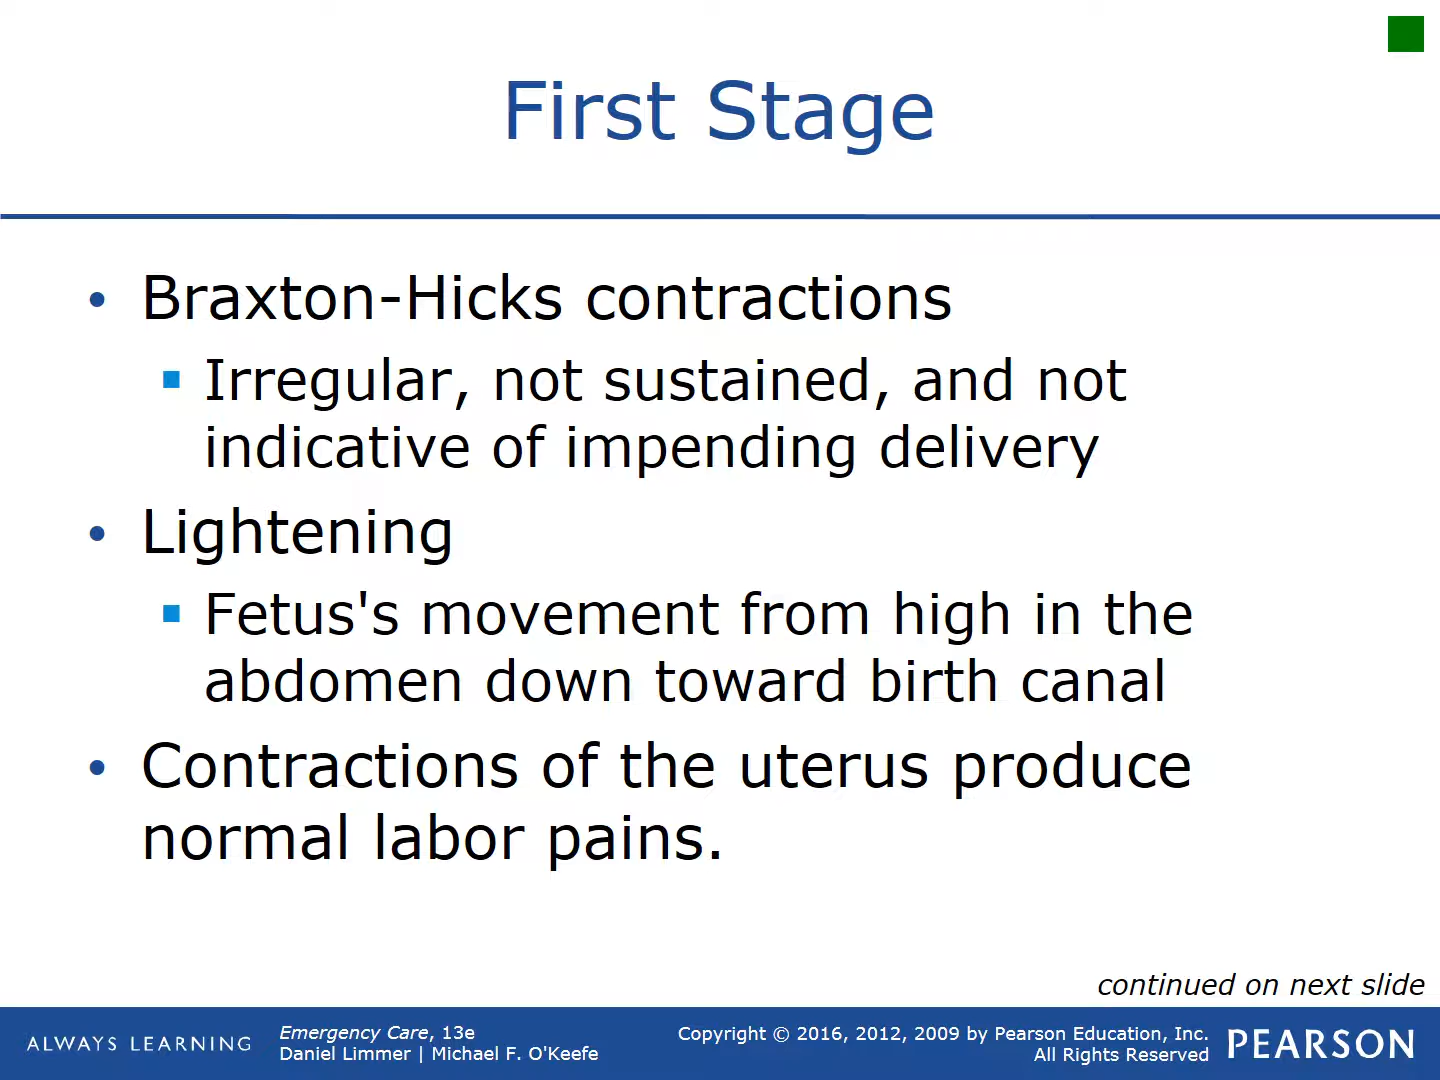 First Stage
• Braxton-Hicks contractions
▪ Irregular, not sustained, and not
indicative of impending delivery
• Lightening
▪ Fetus's movement from high in the
abdomen down toward birth canal
• Contractions of the uterus produce
normal labor pains.
continued on next slide
ALWAYS LEARNING
Emergency Care, 13e
Daniel Limmer | Michael F. O'Keefe
Copyright © 2016, 2012, 2009 by Pearson Education, Inc.
All Rights Reserved
PEARSON